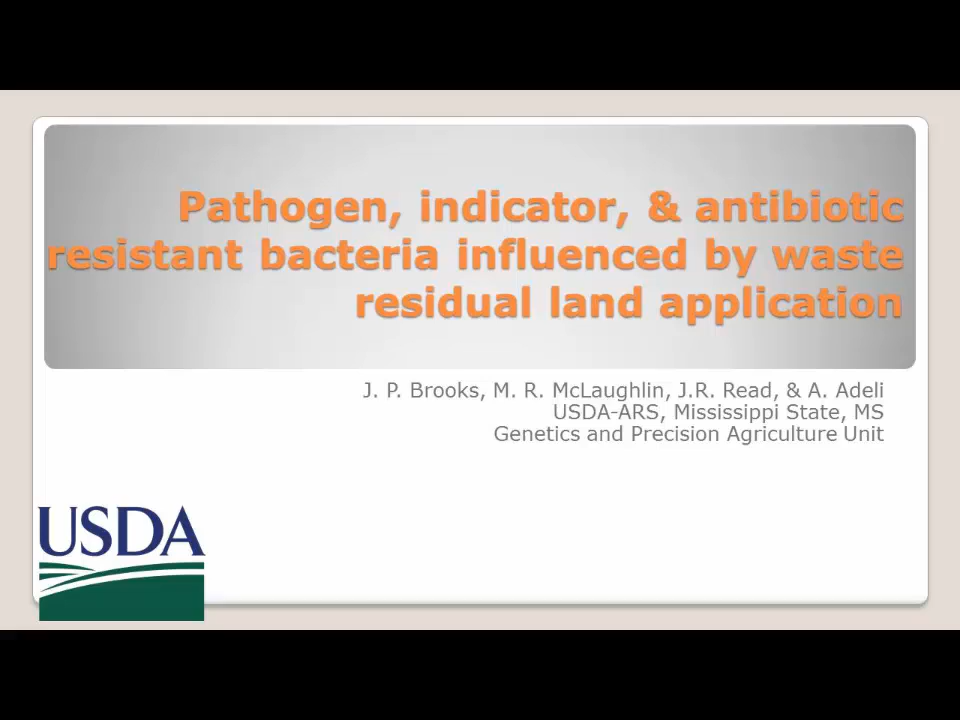 Pathogen, indicator, & antibiotic
resistant bacteria influenced by waste
residual land application
J. P. Brooks, M. R. McLaughlin, J.R. Read, & A. Adeli
USDA-ARS, Mississippi State, MS
Genetics and Precision Agriculture Unit
USDA